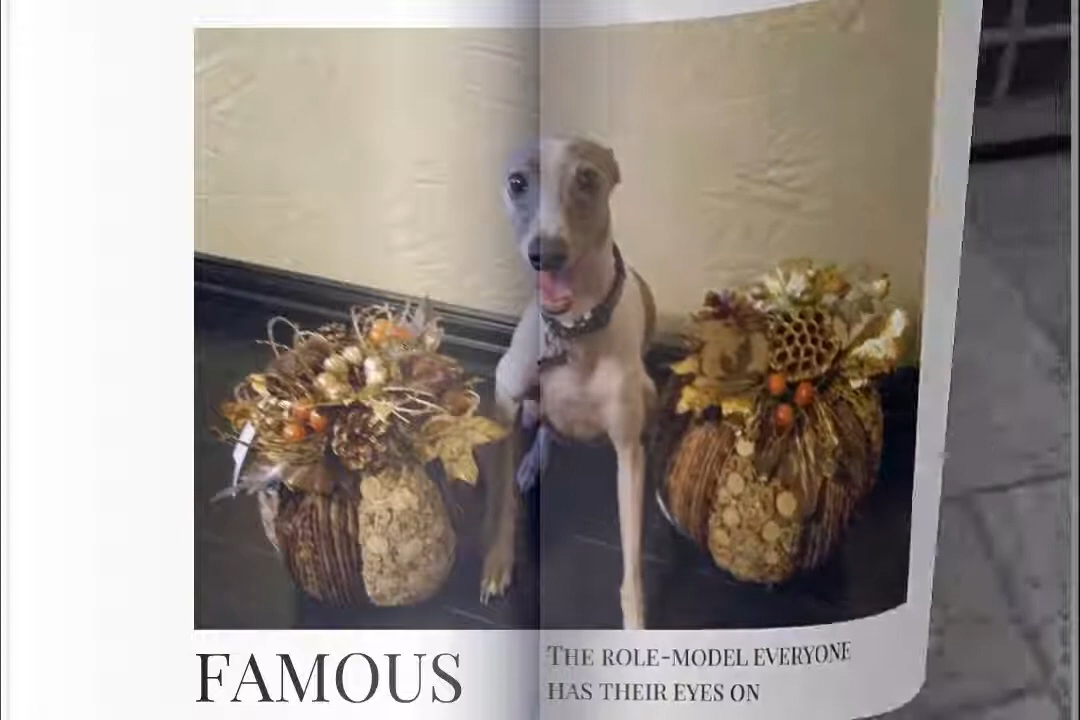 FAMOUS
THE ROLE-MODEL EVERYONE
HAS THEIR EYES ON